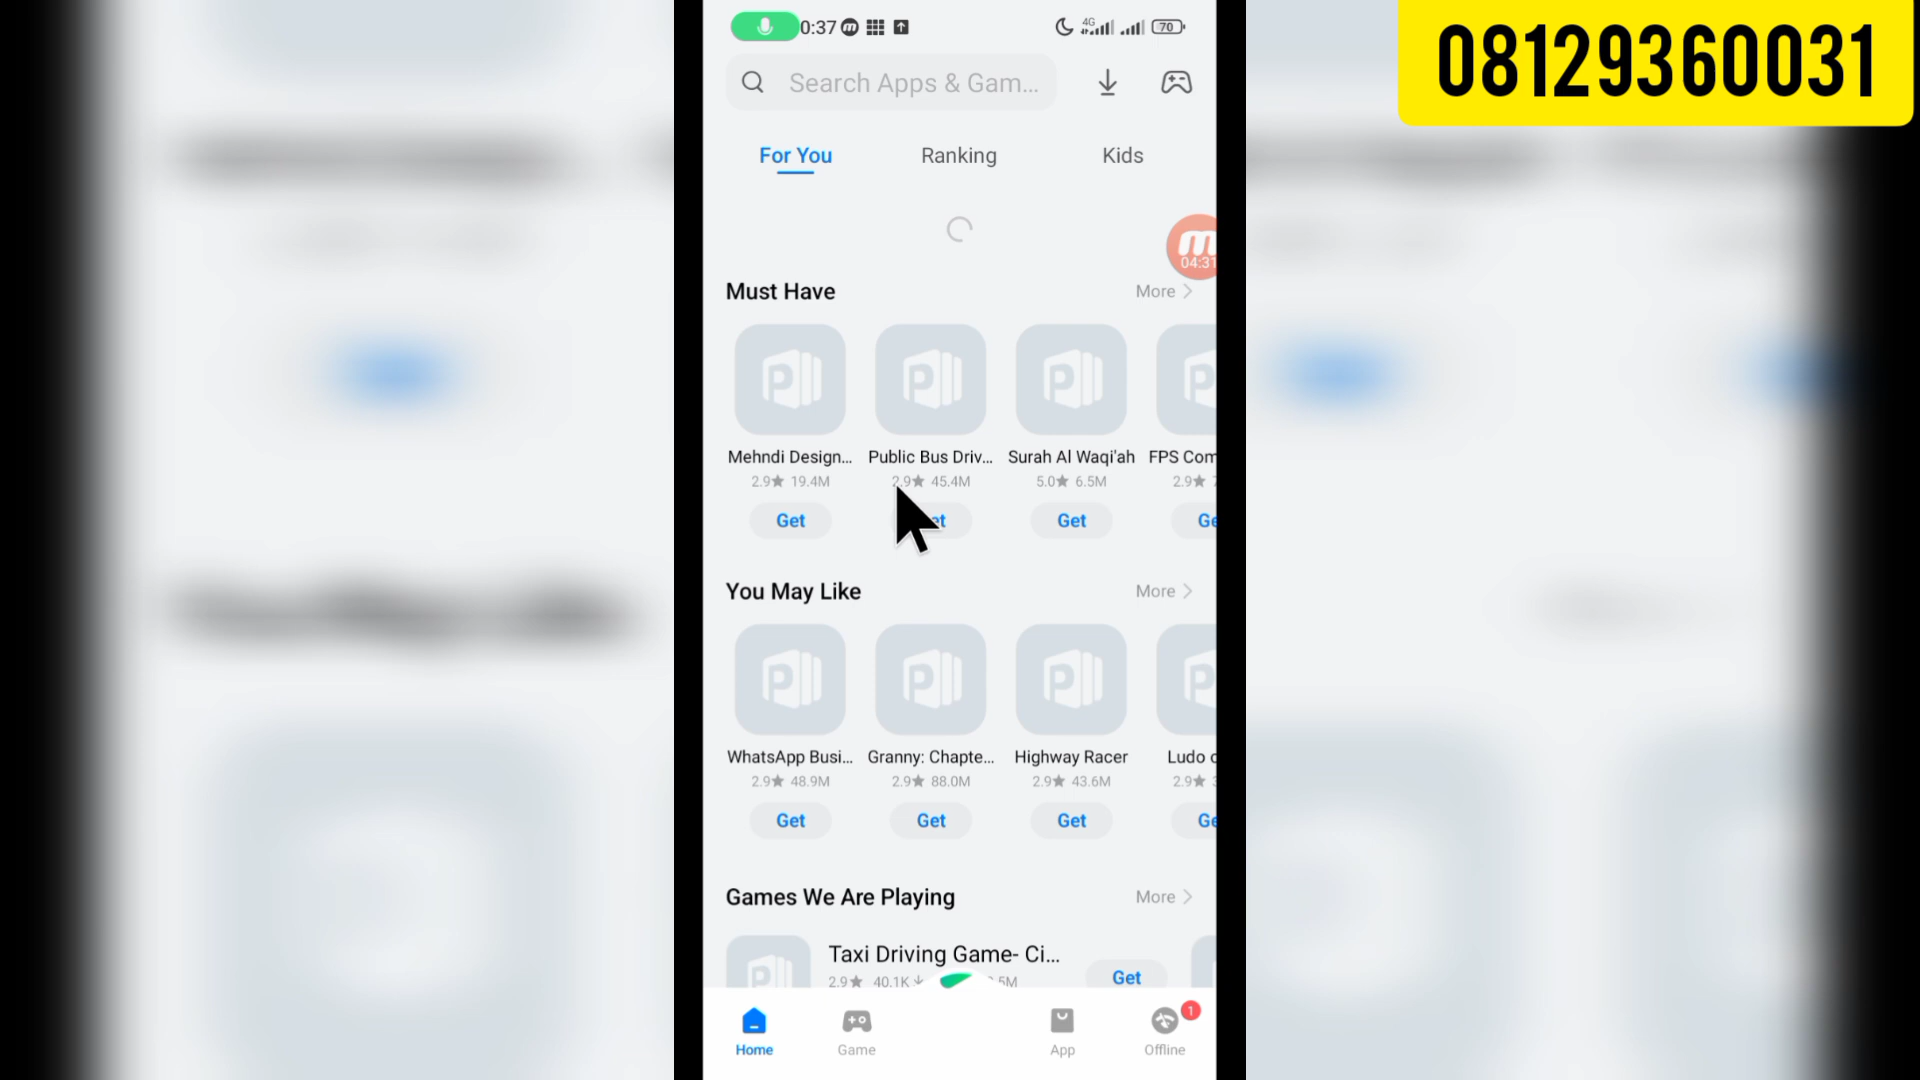 08129360031
0:37 4G 70
Search Apps & Gam...
For You Ranking Kids
04:31
Must Have More
Mehndi Design... Public Bus Driv... Surah Al Waqi'ah FPS Com
2.9★ 19.4M 2.9★ 45.4M 5.0★ 6.5M 2.9★
Get Get Get
You May Like More
WhatsApp Busi... Granny: Chapte... Highway Racer Ludo
2.9★ 48.9M 2.9★ 88.0M 2.9★ 43.6M 2.9★
Get Get Get
Games We Are Playing More
Taxi Driving Game- Ci...
2.9★ 40.1K 5M
Get
1
Home Game App Offline